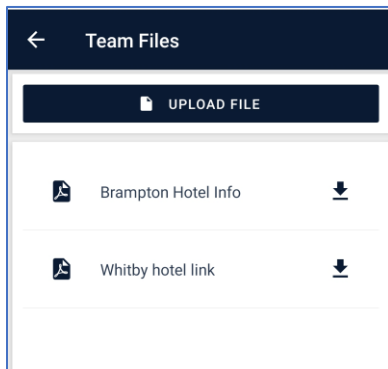 Team Files
UPLOAD FILE
Brampton Hotel Info
Whitby hotel link